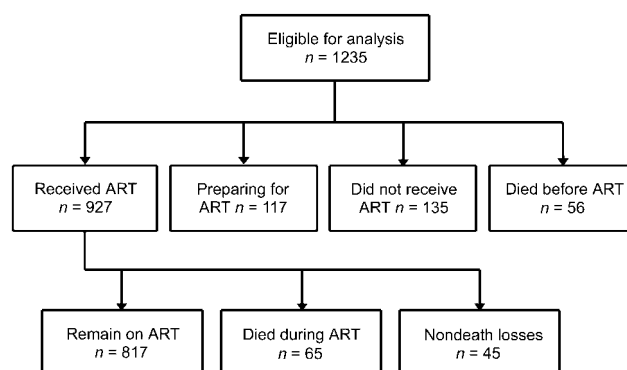 Eligible for analysis
n = 1235
Received ART
n = 927
Preparing for
ART n = 117
Did not receive
ART n = 135
Died before ART
n = 56
Remain on ART
n = 817
Died during ART
n = 65
Nondeath losses
n = 45